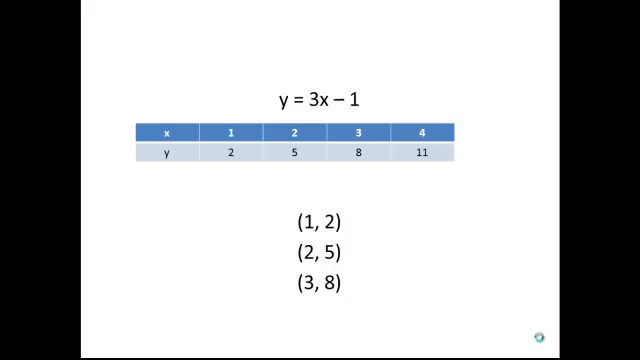 y = 3x – 1
x 1 2 3 4
y 2 5 8 11
(1, 2)
(2, 5)
(3, 8)